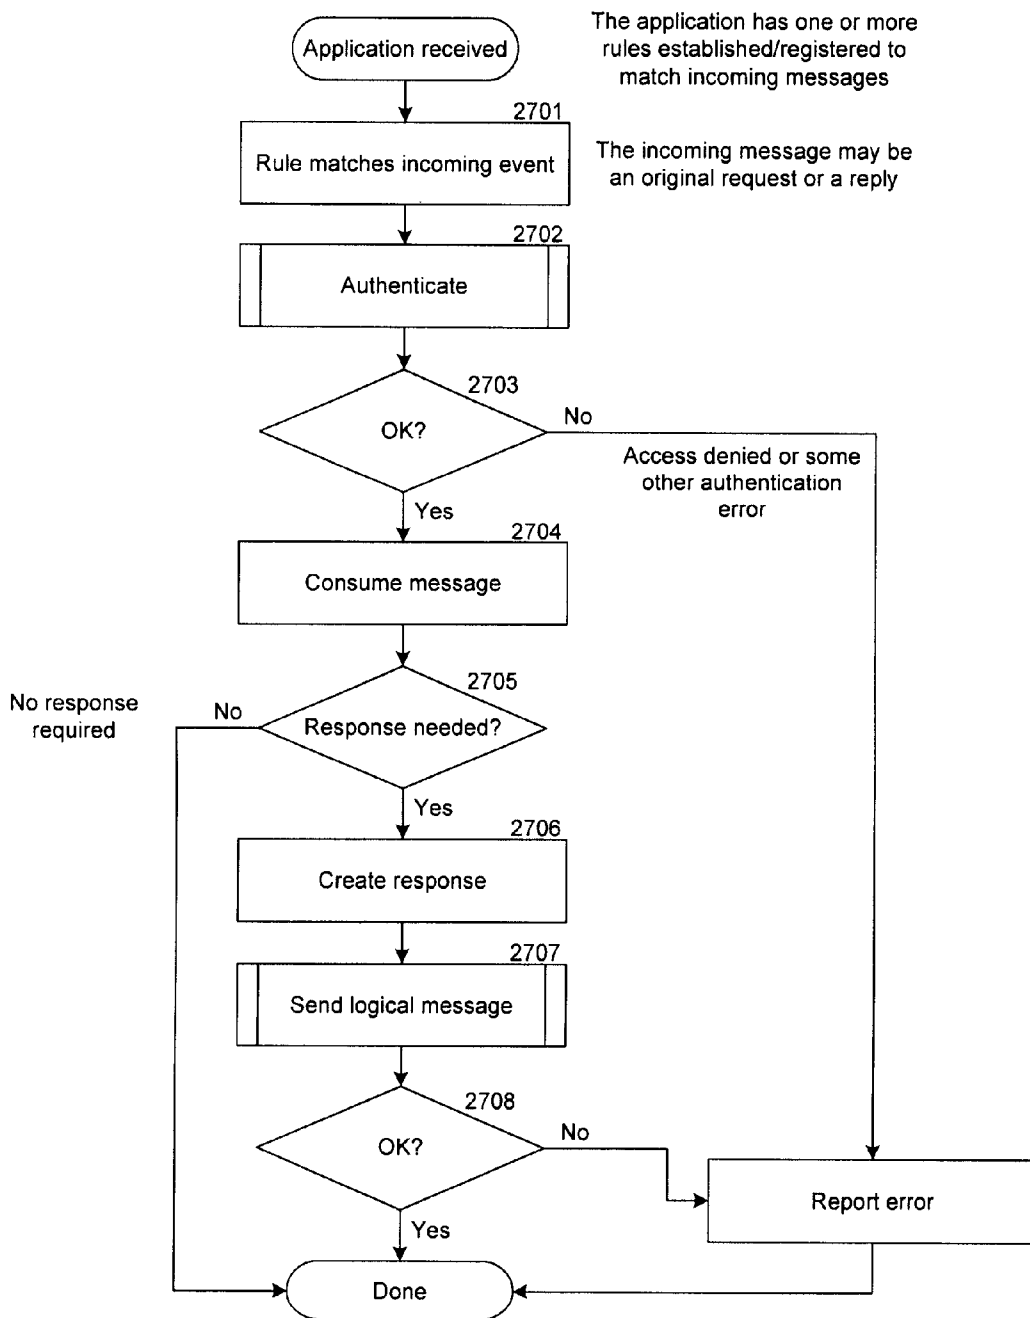 Application received
The application has one or more
rules established/registered to
match incoming messages
2701
Rule matches incoming event
The incoming message may be
an original request or a reply
2702
Authenticate
2703
OK?
No
Access denied or some
other authentication
error
Yes
2704
Consume message
2705
No response
required
No
Response needed?
Yes
2706
Create response
2707
Send logical message
2708
OK?
No
Report error
Yes
Done